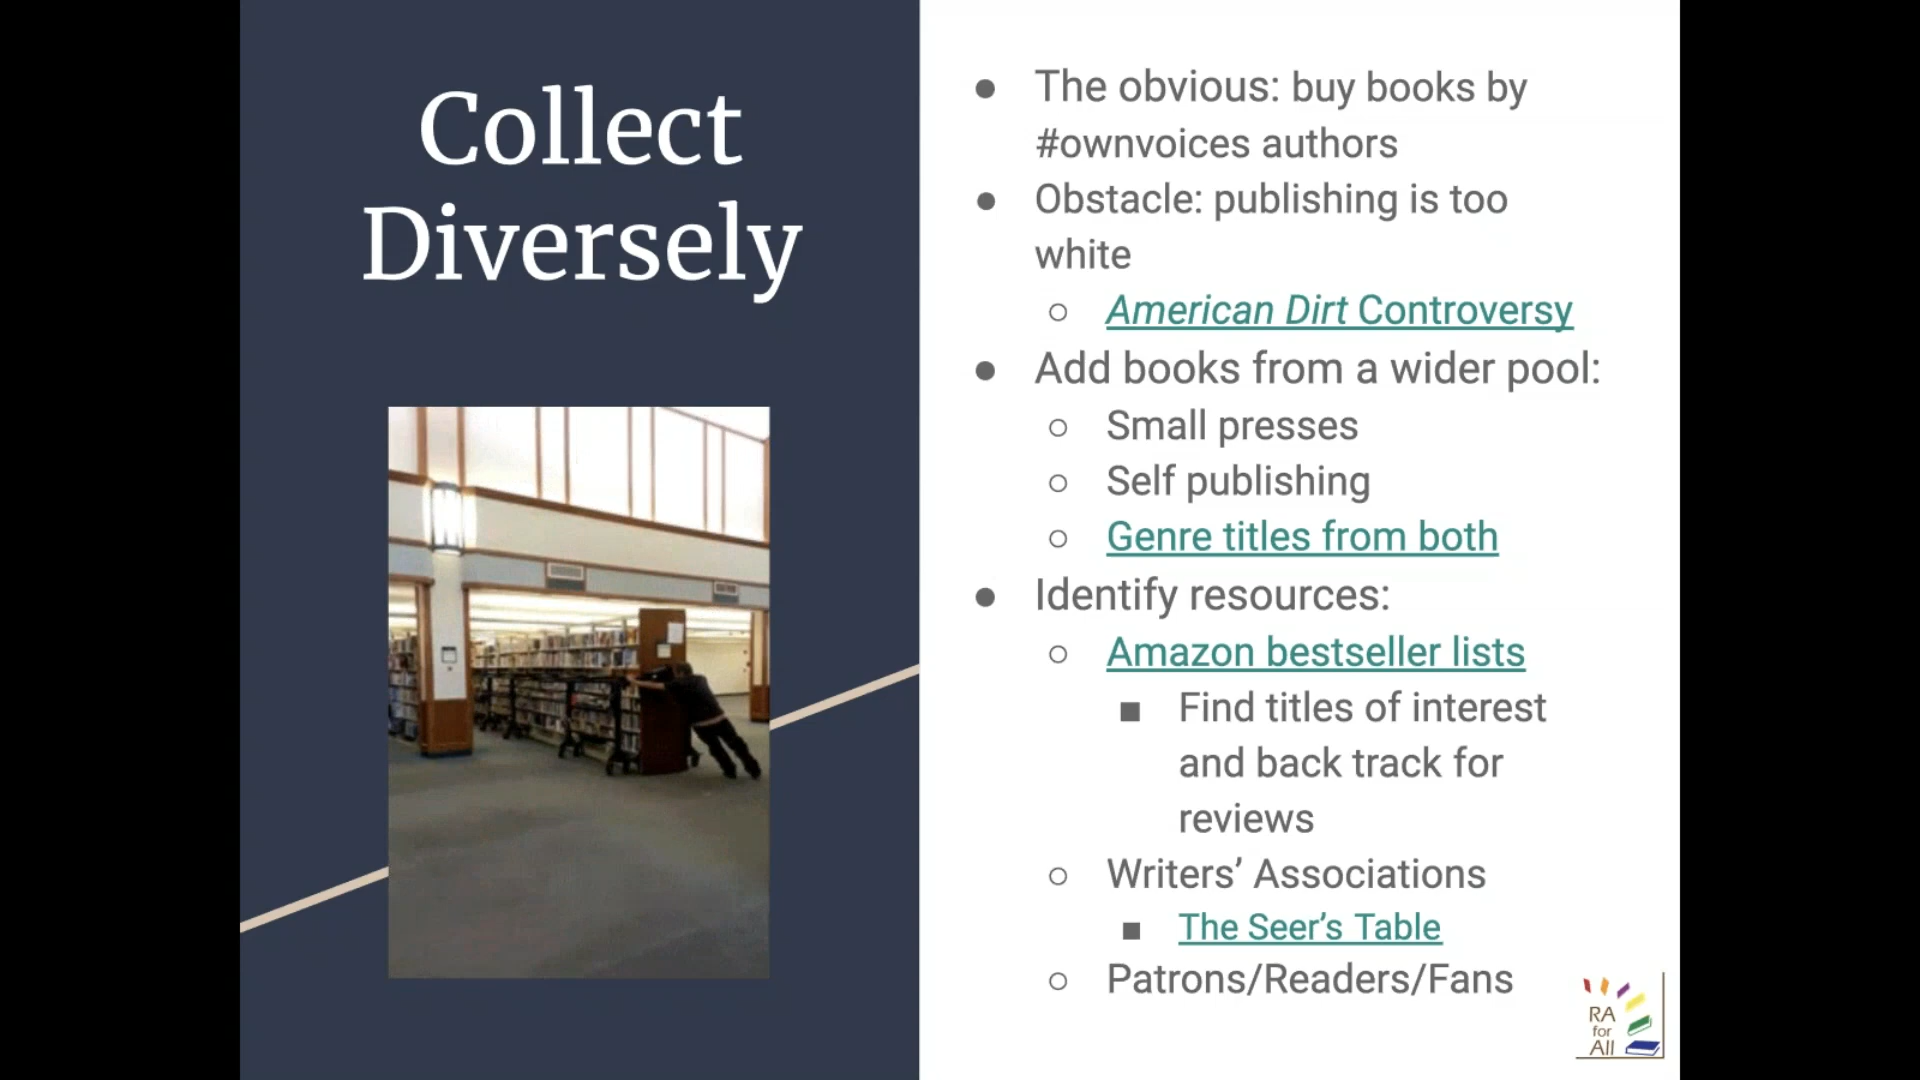 Collect
Diversely
The obvious: buy books by
#ownvoices authors
Obstacle: publishing is too
white
American Dirt Controversy
Add books from a wider pool:
Small presses
Self publishing
Genre titles from both
Identify resources:
Amazon bestseller lists
Find titles of interest
and back track for
reviews
Writers’ Associations
The Seer’s Table
Patrons/Readers/Fans
RA
for
All